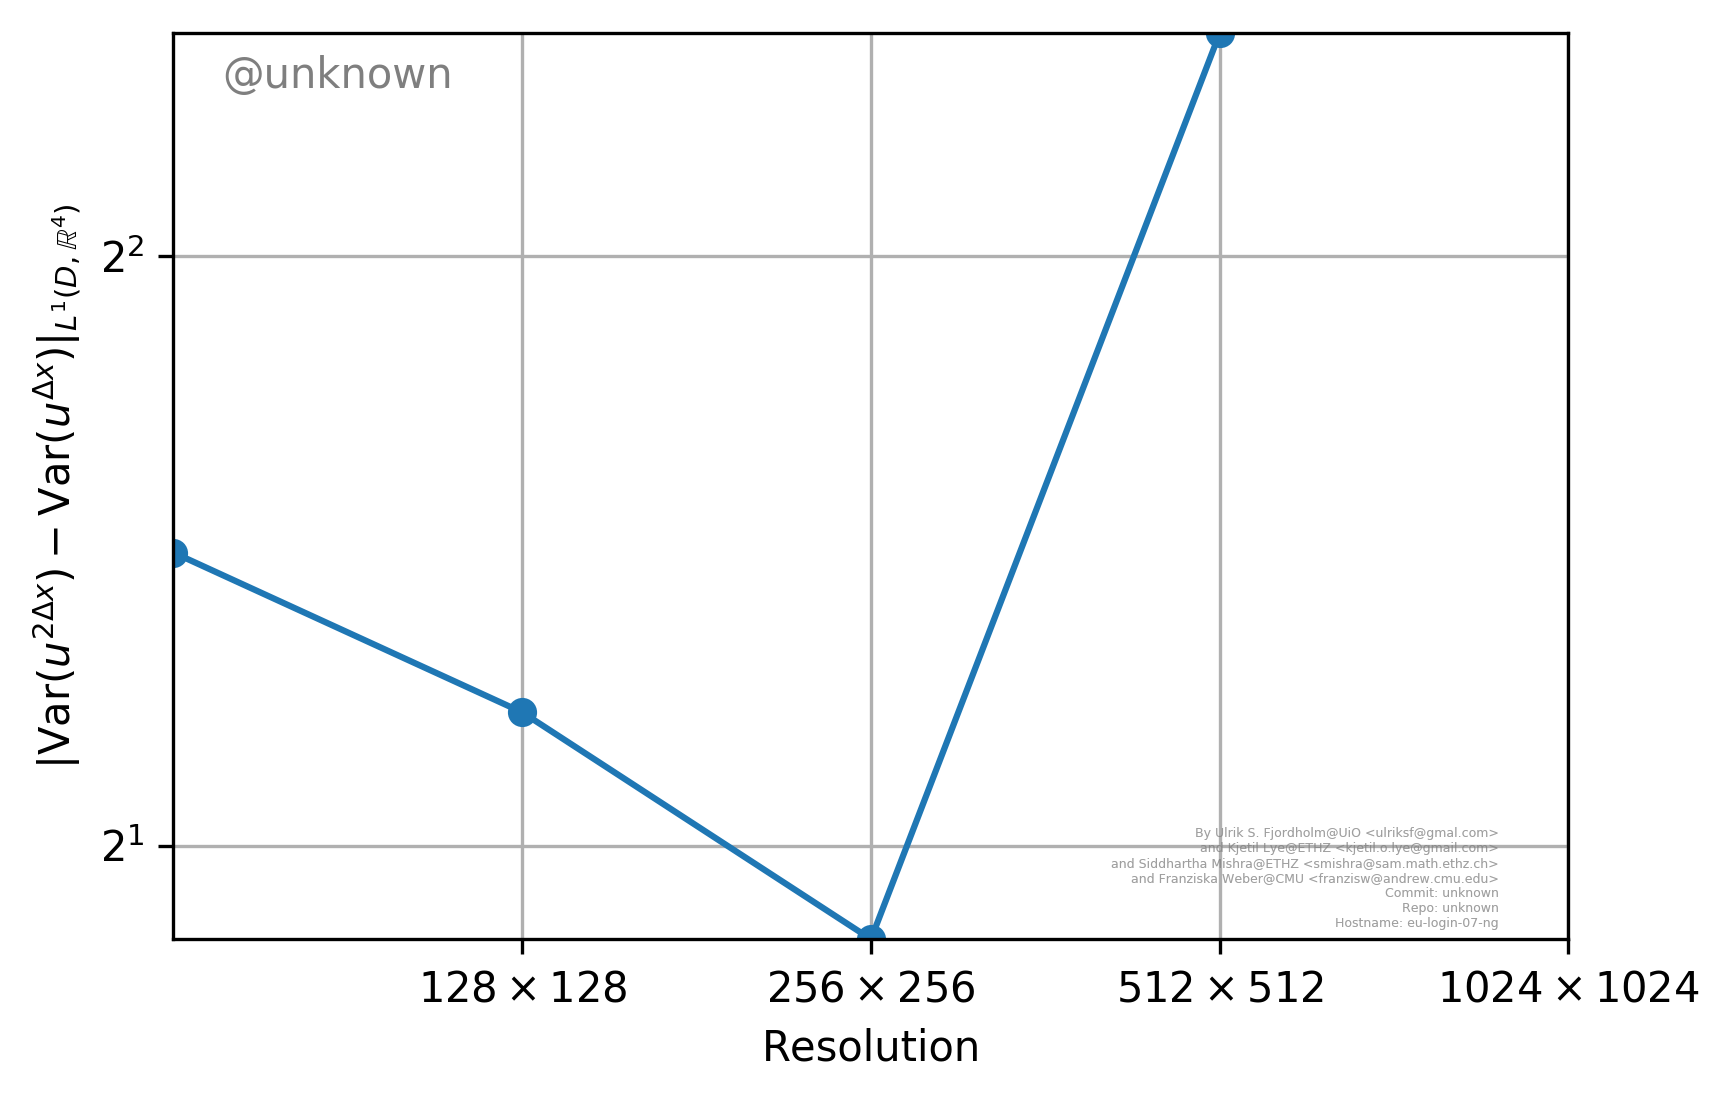 @unknown
|Var(u^{2Δx}) − Var(u^{Δx})|_{L^1(D, ℝ^4)}
2^2
2^1
By Ulrik S. Fjordholm@UiO <ulriksf@gmal.com>
and Kjetil Lye@ETHZ <kjetil.o.lye@gmail.com>
and Siddhartha Mishra@ETHZ <smishra@sam.math.ethz.ch>
and Franziska Weber@CMU <franzisw@andrew.cmu.edu>
Commit: unknown
Repo: unknown
Hostname: eu-login-07-ng
128 × 128
256 × 256
512 × 512
1024 × 1024
Resolution